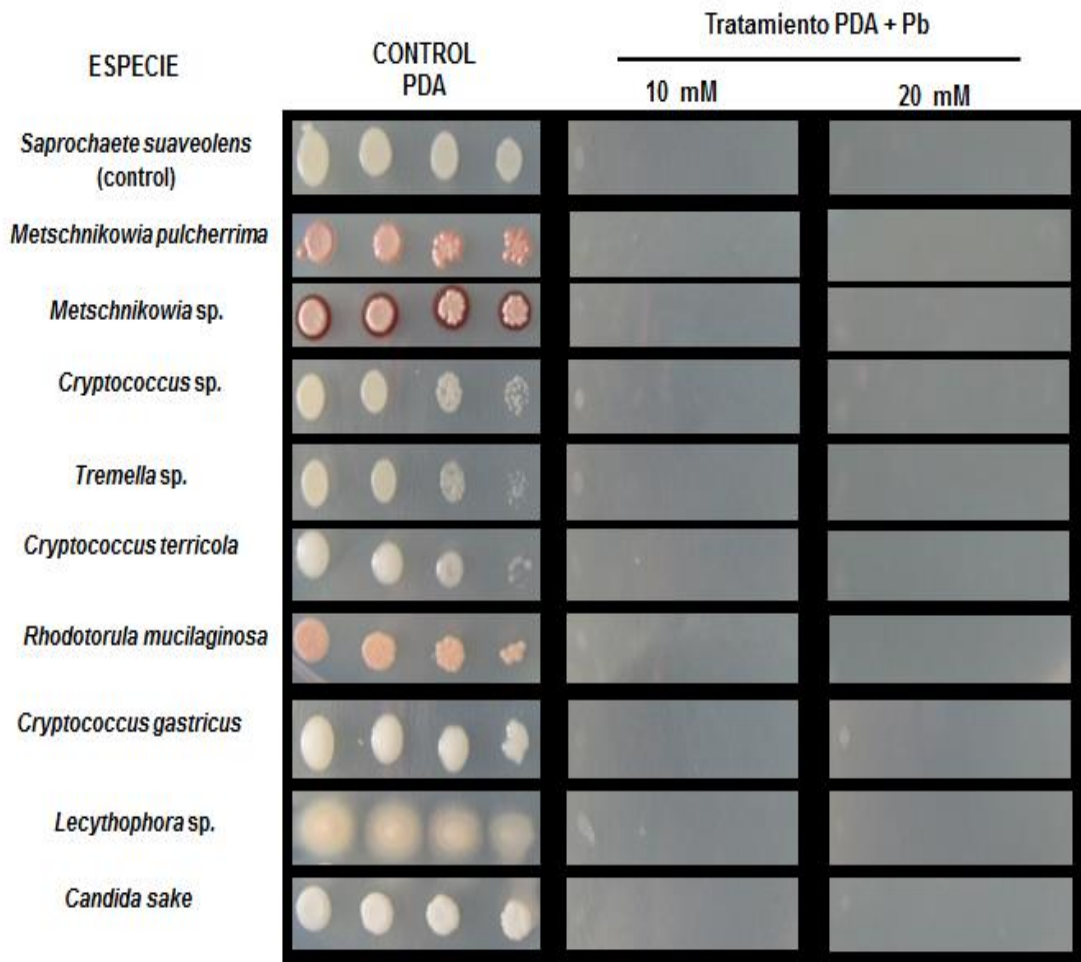 ESPECIE
CONTROL
PDA
Tratamiento PDA + Pb
10 mM
20 mM
Saprochaete suaveolens
(control)
Metschnikowia pulcherrima
Metschnikowia sp.
Cryptococcus sp.
Tremella sp.
Cryptococcus terricola
Rhodotorula mucilaginosa
Cryptococcus gastricus
Lecythophora sp.
Candida sake